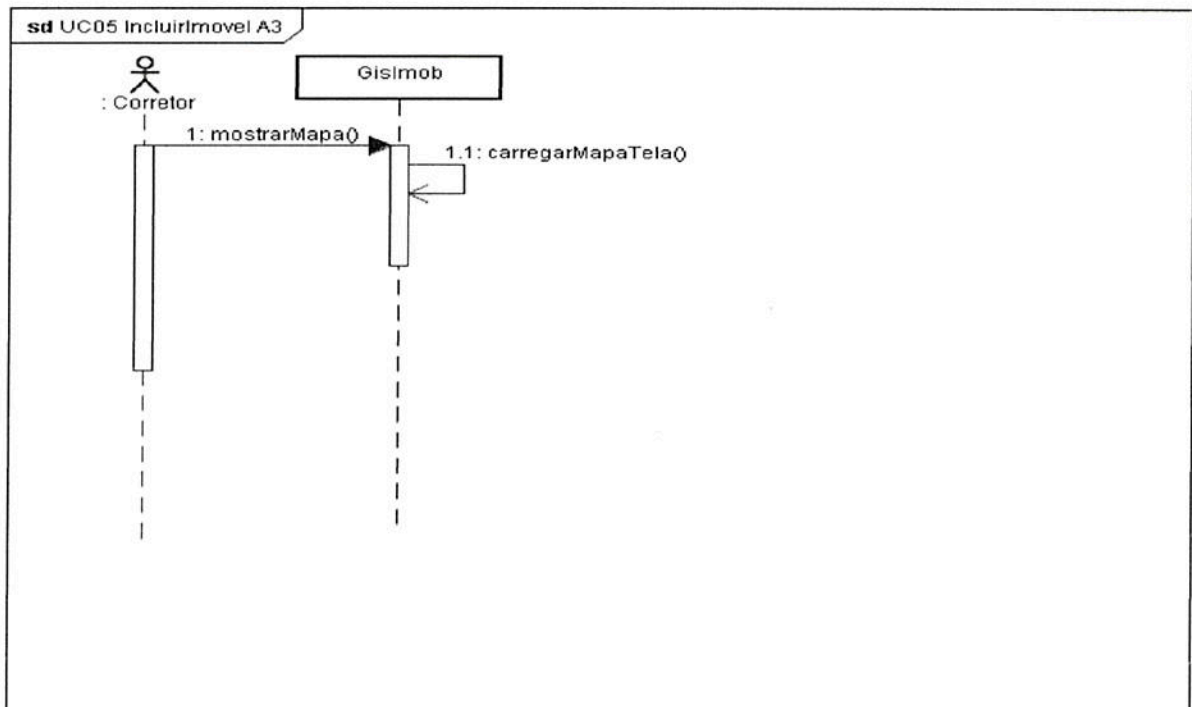 sd UC05 IncluirImovel A3
GisImob
: Corretor
1: mostrarMapa()
1.1: carregarMapaTela()